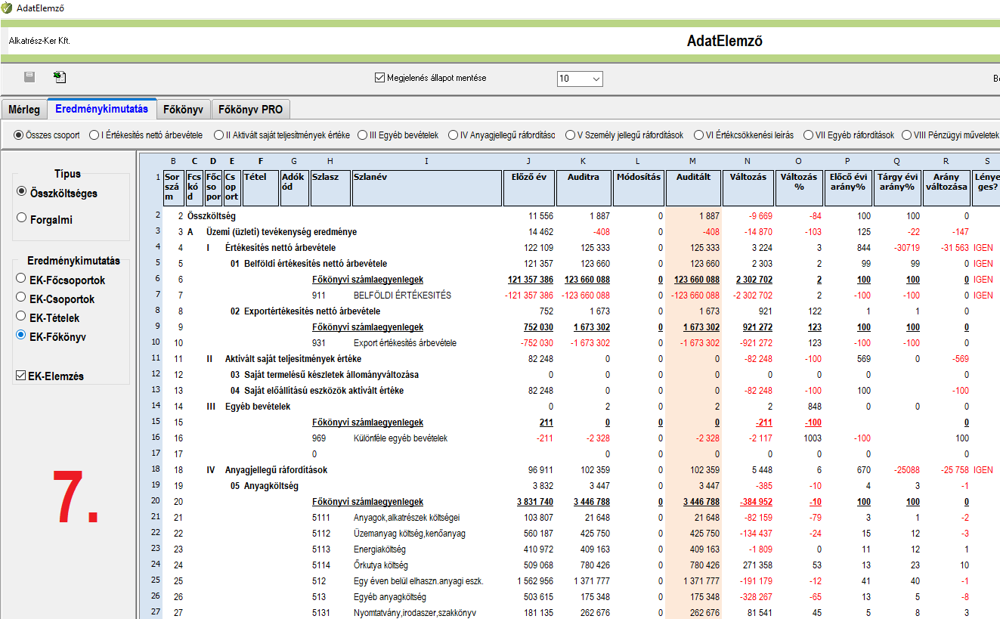 AdatElemző
Alkatrész-Ker Kft.
AdatElemző
Megjelenés állapot mentése
10
Mérleg Eredménykimutatás Főkönyv Főkönyv PRO
Összes csoport I Értékesítés nettó árbevétele II Aktivált saját teljesítmények értéke III Egyéb bevételek IV Anyagjellegű ráfordításc V Személy jellegű ráfordítások VI Értékcsökkenési leírás VII Egyéb ráfordítások VIII Pénzügyi műveletek
Típus
Összköltséges
Forgalmi
Eredménykimutatás
EK-Főcsoportok
EK-Csoportok
EK-Tételek
EK-Főkönyv
EK-Elemzés
7.
B C D E F G H I J K L M N O P Q R S
1 Sorszám Fcskód Főcsopor Csoport Tétel Adókód Szlasz Szlanév Előző év Auditra Módosítás Auditált Változás Változás % Előcő évi arány% Tárgy évi arány% Arány változása Lényeges?
2 2 Összköltség 11 556 1 887 0 1 887 -9 669 -84 100 100 0
3 3 A Üzemi (üzleti) tevékenység eredménye 14 462 -408 0 -408 -14 870 -103 125 -22 -147
4 4 I Értékesítés nettó árbevétele 122 109 125 333 0 125 333 3 224 3 844 -30719 -31 563 IGEN
5 5 01 Belföldi értékesítés nettó árbevétele 121 357 123 660 0 123 660 2 303 2 99 99 0 IGEN
6 6 Főkönyvi számlaegyenlegek 121 357 386 123 660 088 0 123 660 088 2 302 702 2 100 100 0 IGEN
7 7 911 BELFÖLDI ÉRTÉKESITÉS -121 357 386 -123 660 088 0 -123 660 088 -2 302 702 2 -100 -100 0 IGEN
8 8 02 Exportértékesítés nettó árbevétele 752 1 673 0 1 673 921 122 1 1 0
9 9 Főkönyvi számlaegyenlegek 752 030 1 673 302 0 1 673 302 921 272 123 100 100 0
10 10 931 Export értékesítés árbevétele -752 030 -1 673 302 0 -1 673 302 -921 272 123 -100 -100 0
11 11 II Aktivált saját teljesítmények értéke 82 248 0 0 -82 248 -100 569 0 -569
12 12 03 Saját termelésű készletek állományváltozása 0 0 0 0 0 0 0 0
13 13 04 Saját előállítású eszközök aktivált értéke 82 248 0 0 0 -82 248 -100 100 -100
14 14 III Egyéb bevételek 0 2 2 2 848 0 0 0
15 15 Főkönyvi számlaegyenlegek 211 0 0 0 -211 -100 0
16 16 969 Különféle egyéb bevételek -211 -2 328 0 -2 328 -2 117 1003 -100 100
17 17 0 0 0 0 0 0 0 0
18 18 IV Anyagjellegű ráfordítások 96 911 102 359 0 102 359 5 448 6 670 -25088 -25 758 IGEN
19 19 05 Anyagköltség 3 832 3 447 0 3 447 -385 -10 4 3 -1
20 20 Főkönyvi számlaegyenlegek 3 831 740 3 446 788 0 3 446 788 -384 952 -10 100 100 0
21 21 5111 Anyagok,alkatrészek költségei 103 807 21 648 0 21 648 -82 159 -79 3 1 -2
22 22 5112 Üzemanyag költség,kenőanyag 560 187 425 750 0 425 750 -134 437 -24 15 12 -3
23 23 5113 Energiaköltség 410 972 409 163 0 409 163 -1 809 0 11 12 1
24 24 5114 Őrkutya költség 509 068 780 426 0 780 426 271 358 53 13 23 10
25 25 512 Egy éven belül elhaszn.anyagi eszk. 1 562 956 1 371 777 0 1 371 777 -191 179 -12 41 40 -1
26 26 513 Egyéb anyagköltség 503 615 175 348 0 175 348 -328 267 -65 13 5 -8
27 27 5131 Nyomtatvány,irodaszer,szakkönyv 181 135 262 676 0 262 676 81 541 45 5 8 3